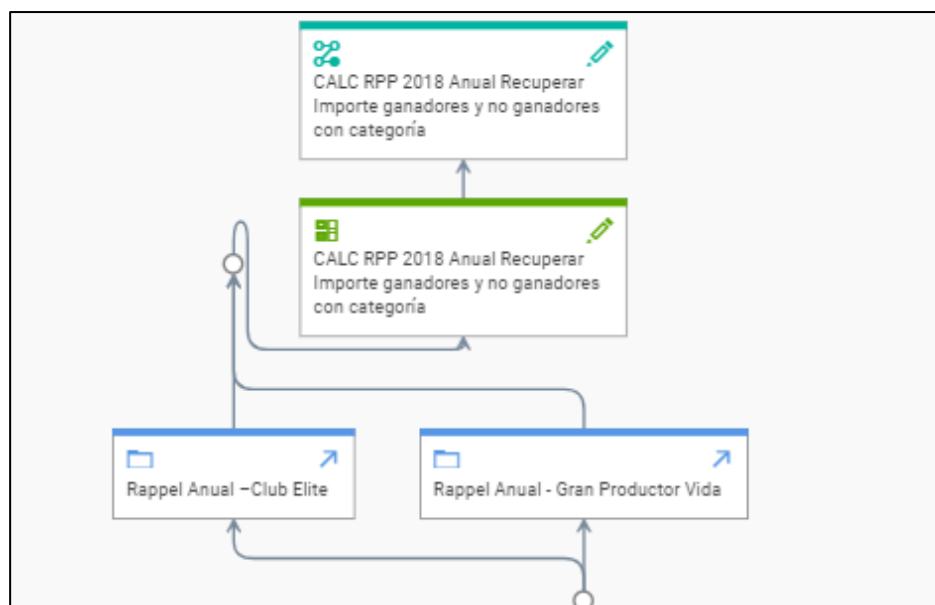 CALC RPP 2018 Anual Recuperar
Importe ganadores y no ganadores
con categoría
CALC RPP 2018 Anual Recuperar
Importe ganadores y no ganadores
con categoría
Rappel Anual –Club Elite
Rappel Anual - Gran Productor Vida